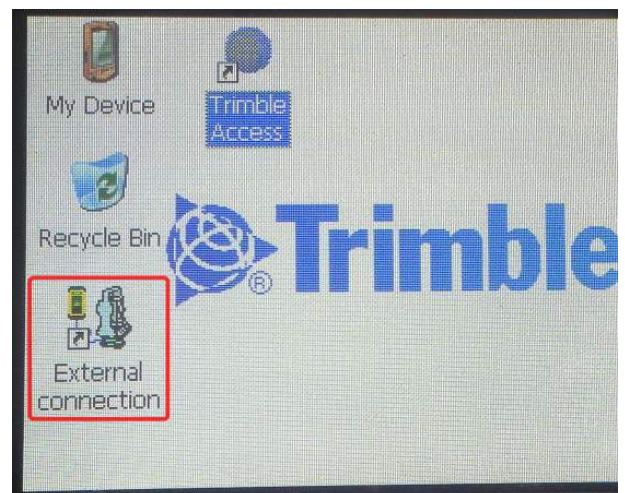 My Device
Trimble
Access
Recycle Bin
Trimble
®
External
connection